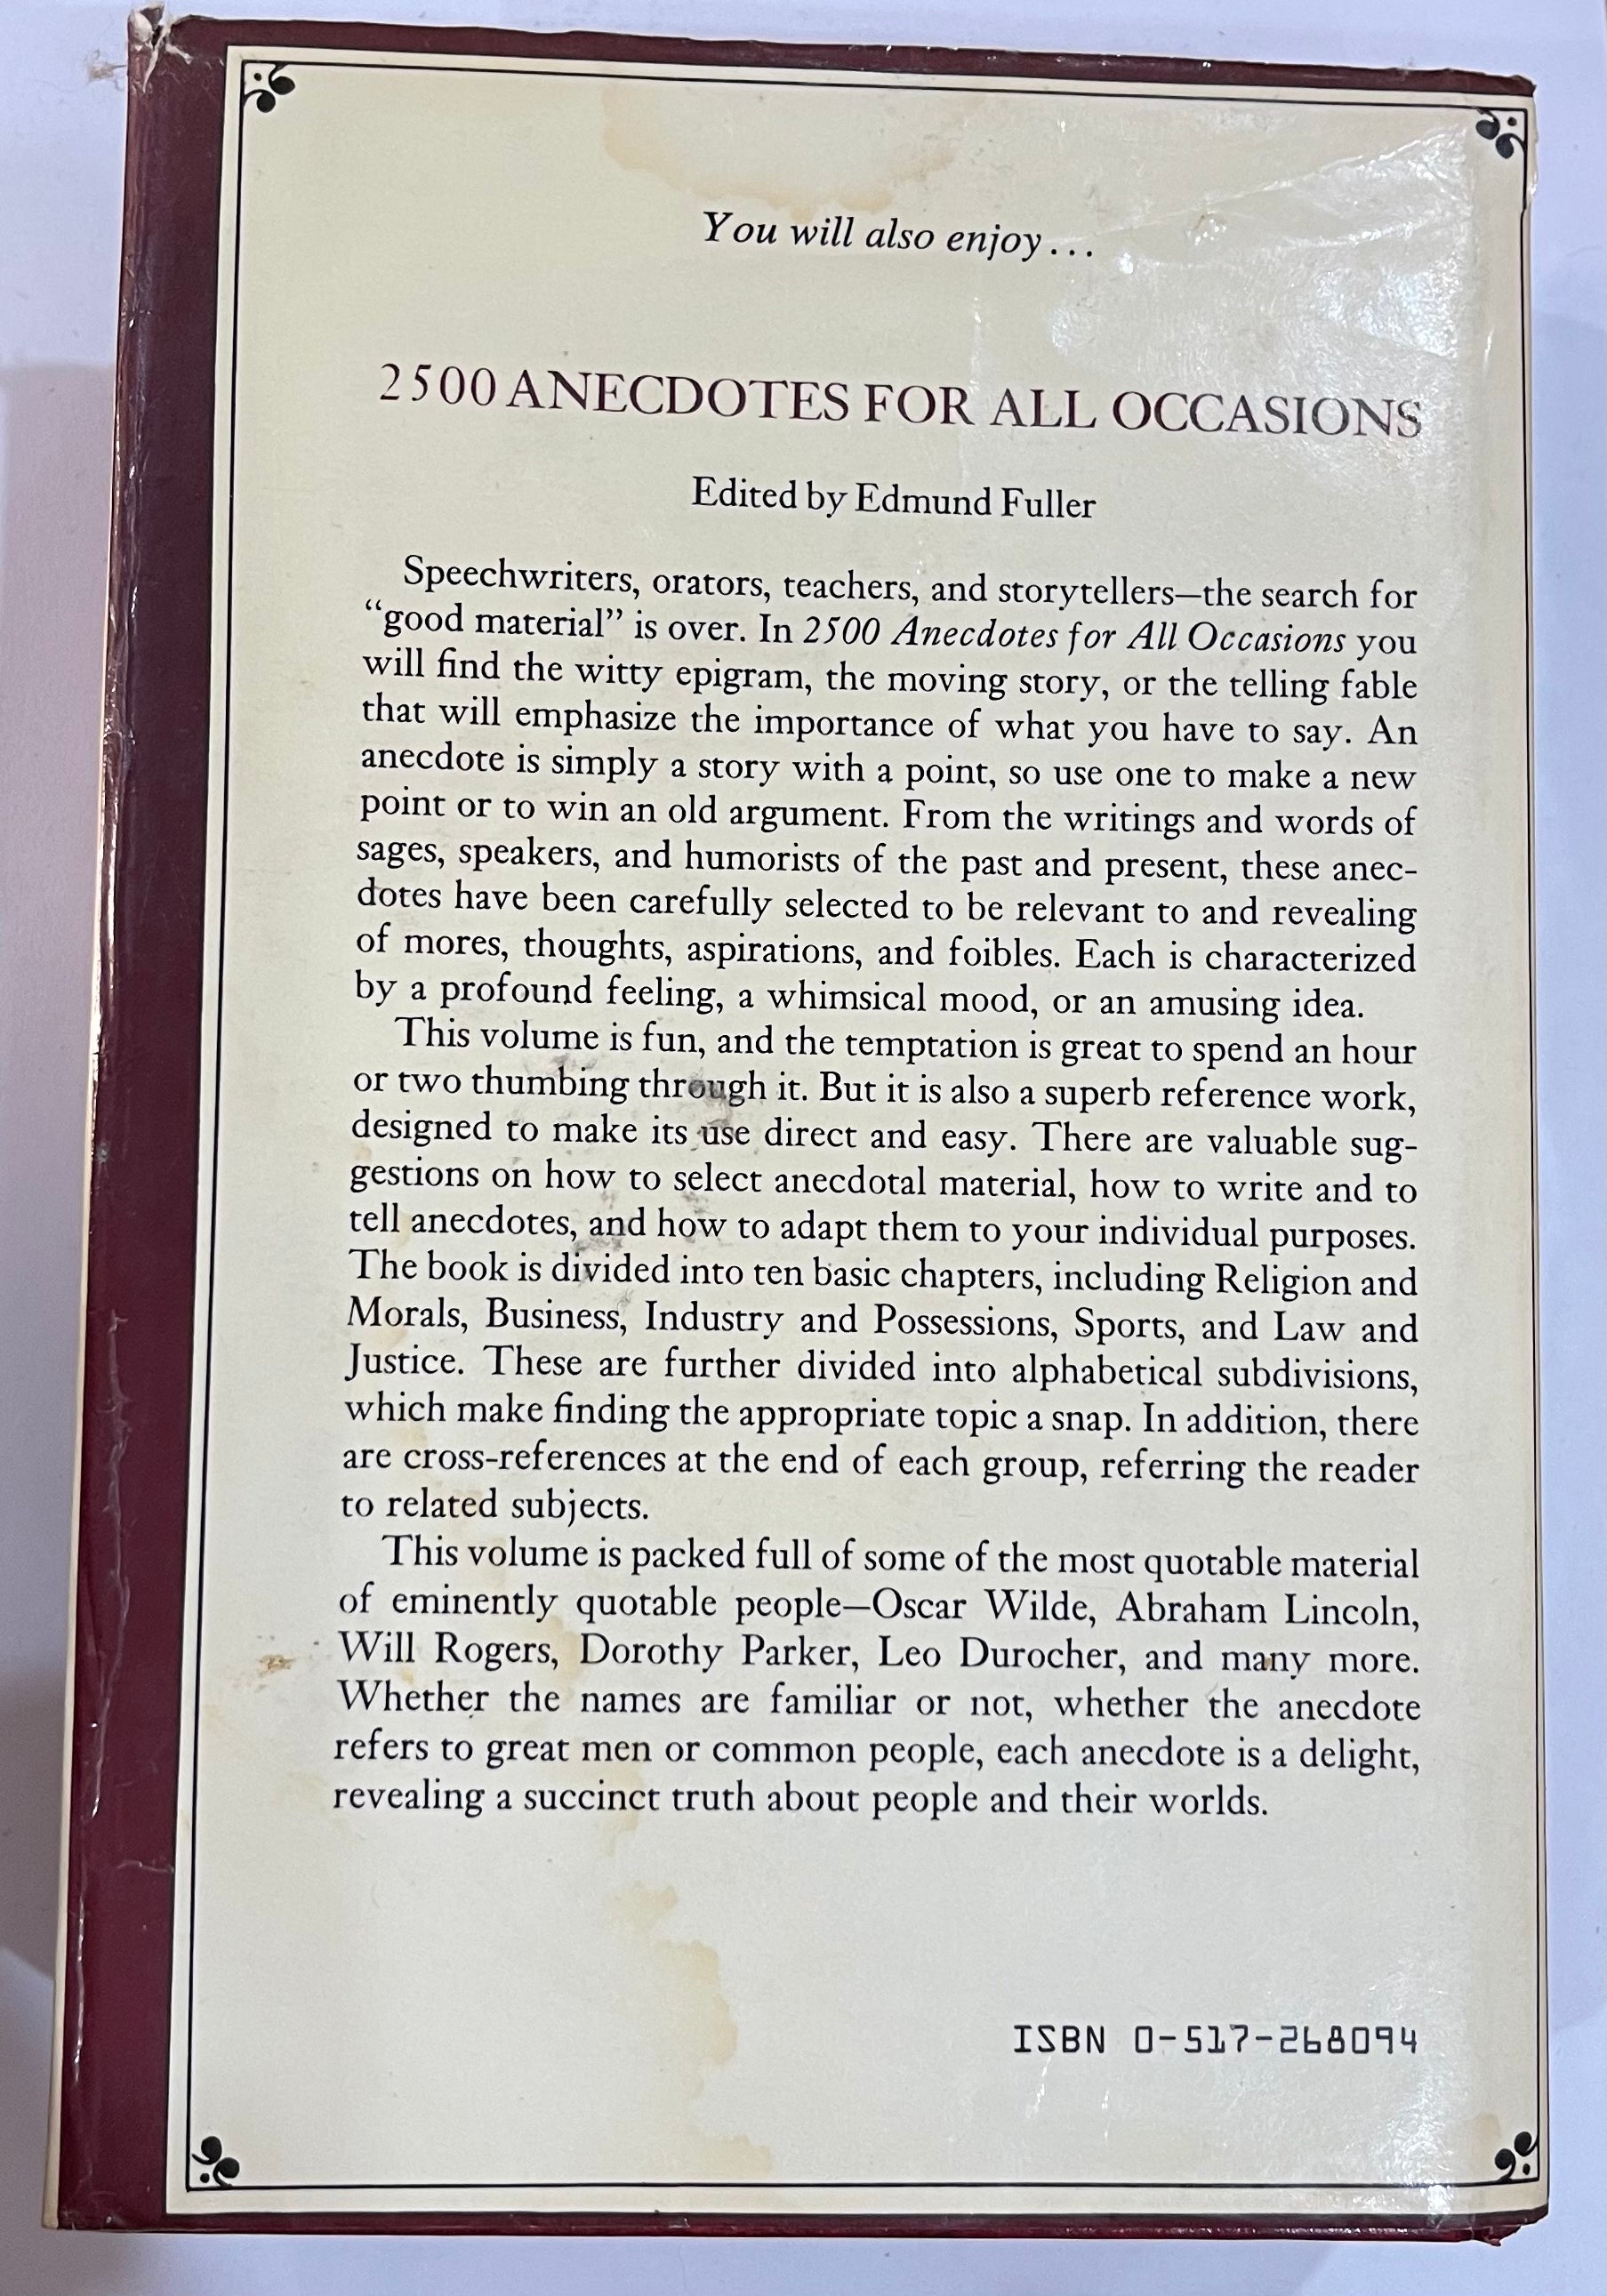 You will also enjoy...
2500 ANECDOTES FOR ALL OCCASIONS
Edited by Edmund Fuller
Speechwriters, orators, teachers, and storytellers—the search for
“good material” is over. In 2500 Anecdotes for All Occasions you
will find the witty epigram, the moving story, or the telling fable
that will emphasize the importance of what you have to say. An
anecdote is simply a story with a point, so use one to make a new
point or to win an old argument. From the writings and words of
sages, speakers, and humorists of the past and present, these anec-
dotes have been carefully selected to be relevant to and revealing
of mores, thoughts, aspirations, and foibles. Each is characterized
by a profound feeling, a whimsical mood, or an amusing idea.
This volume is fun, and the temptation is great to spend an hour
or two thumbing through it. But it is also a superb reference work,
designed to make its use direct and easy. There are valuable sug-
gestions on how to select anecdotal material, how to write and to
tell anecdotes, and how to adapt them to your individual purposes.
The book is divided into ten basic chapters, including Religion and
Morals, Business, Industry and Possessions, Sports, and Law and
Justice. These are further divided into alphabetical subdivisions,
which make finding the appropriate topic a snap. In addition, there
are cross-references at the end of each group, referring the reader
to related subjects.
This volume is packed full of some of the most quotable material
of eminently quotable people—Oscar Wilde, Abraham Lincoln,
Will Rogers, Dorothy Parker, Leo Durocher, and many more.
Whether the names are familiar or not, whether the anecdote
refers to great men or common people, each anecdote is a delight,
revealing a succinct truth about people and their worlds.
ISBN 0-517-268094